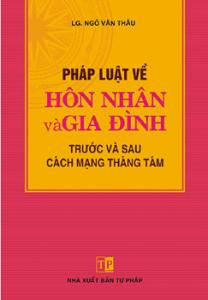 LG. NGÔ VĂN THÂU
PHÁP LUẬT VỀ
HÔN NHÂN
và GIA ĐÌNH
TRƯỚC VÀ SAU
CÁCH MẠNG THÁNG TÁM
TP
NHÀ XUẤT BẢN TƯ PHÁP